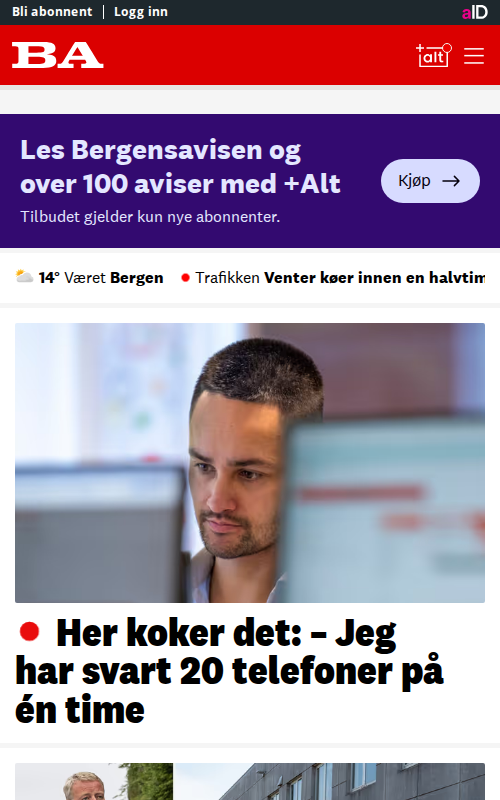 Bli abonnent | Logg inn
aID
BA
+alt
Les Bergensavisen og
over 100 aviser med +Alt
Tilbudet gjelder kun nye abonnenter.
Kjøp →
14° Været Bergen
Trafikken Venter køer innen en halvtim
Her koker det: – Jeg
har svart 20 telefoner på
én time